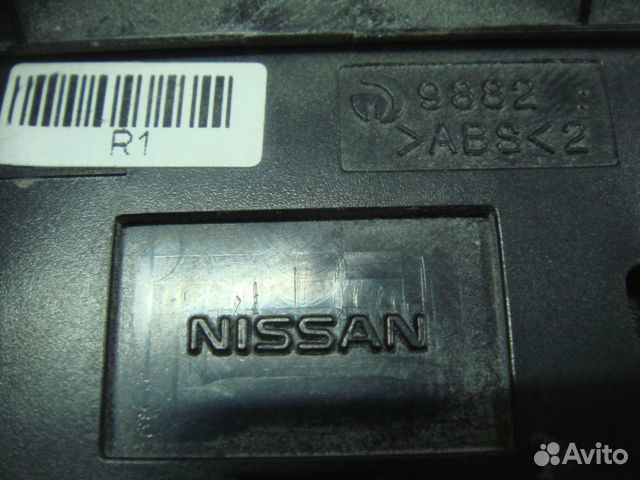 R1
9882
>ABS<2
NISSAN
Avito